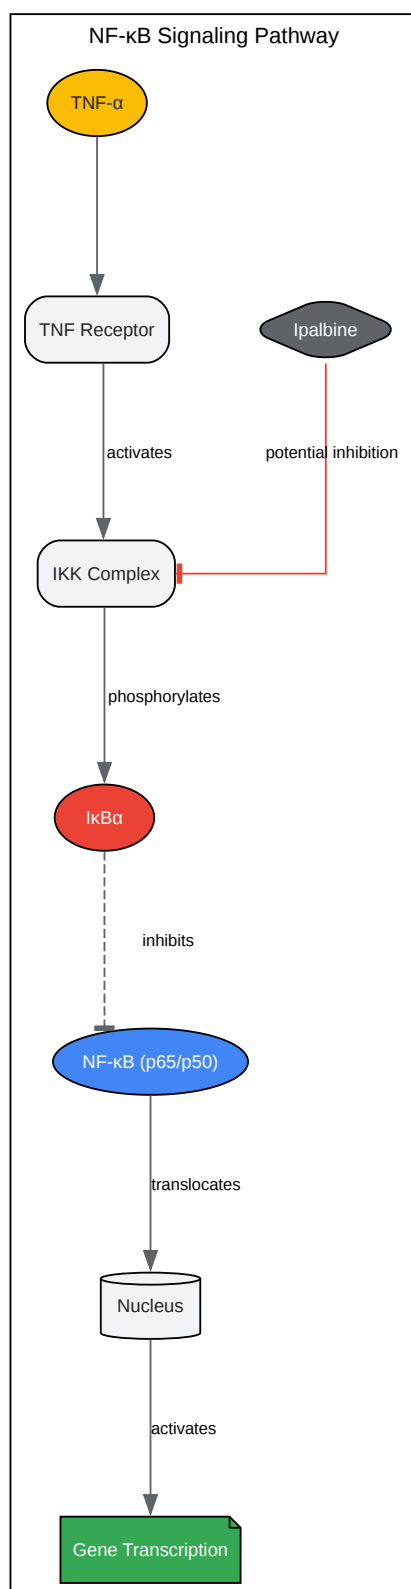 NF-κB Signaling Pathway
TNF-α
TNF Receptor
Ipalbine
activates
potential inhibition
IKK Complex
phosphorylates
IκBα
inhibits
NF-κB (p65/p50)
translocates
Nucleus
activates
Gene Transcription